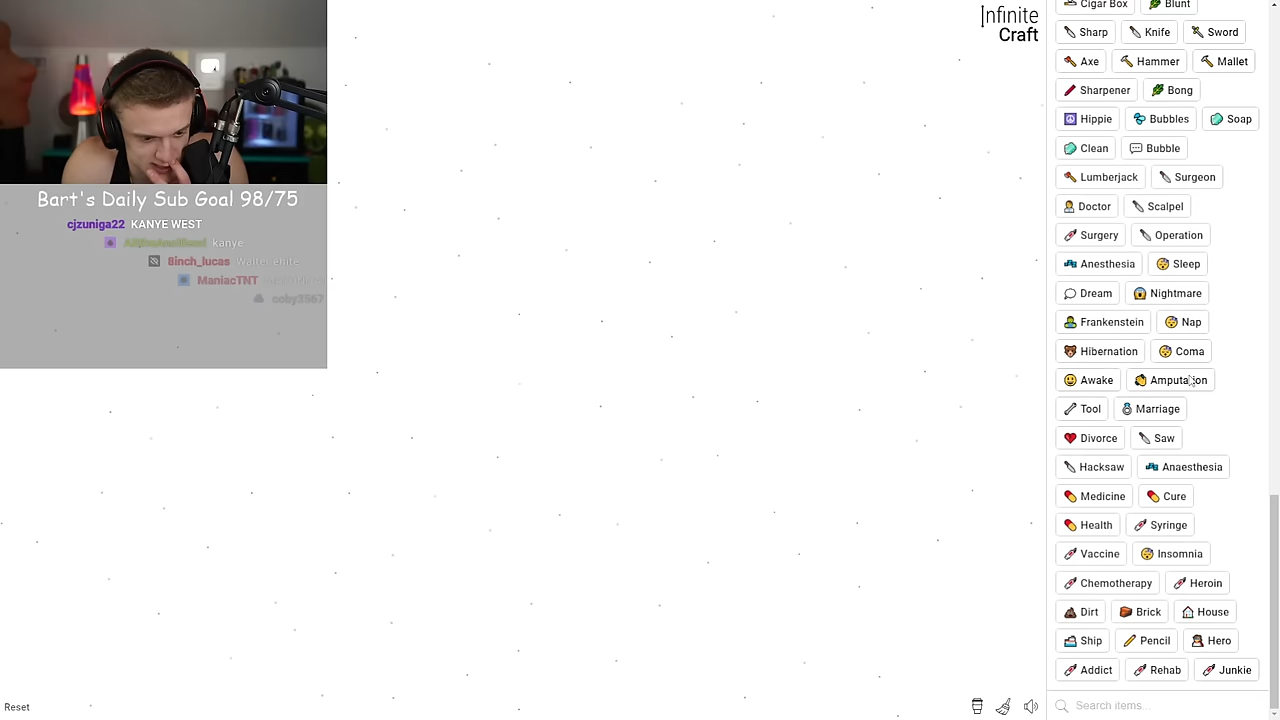 Infinite
Craft
Bart's Daily Sub Goal 98/75
cjzuniga22 KANYE WEST
kanye
8inch_lucas
ManiacTNT
coby3567
Cigar Box Blunt
Sharp Knife Sword
Axe Hammer Mallet
Sharpener Bong
Hippie Bubbles Soap
Clean Bubble
Lumberjack Surgeon
Doctor Scalpel
Surgery Operation
Anesthesia Sleep
Dream Nightmare
Frankenstein Nap
Hibernation Coma
Awake Amputation
Tool Marriage
Divorce Saw
Hacksaw Anaesthesia
Medicine Cure
Health Syringe
Vaccine Insomnia
Chemotherapy Heroin
Dirt Brick House
Ship Pencil Hero
Addict Rehab Junkie
Search items...
Reset